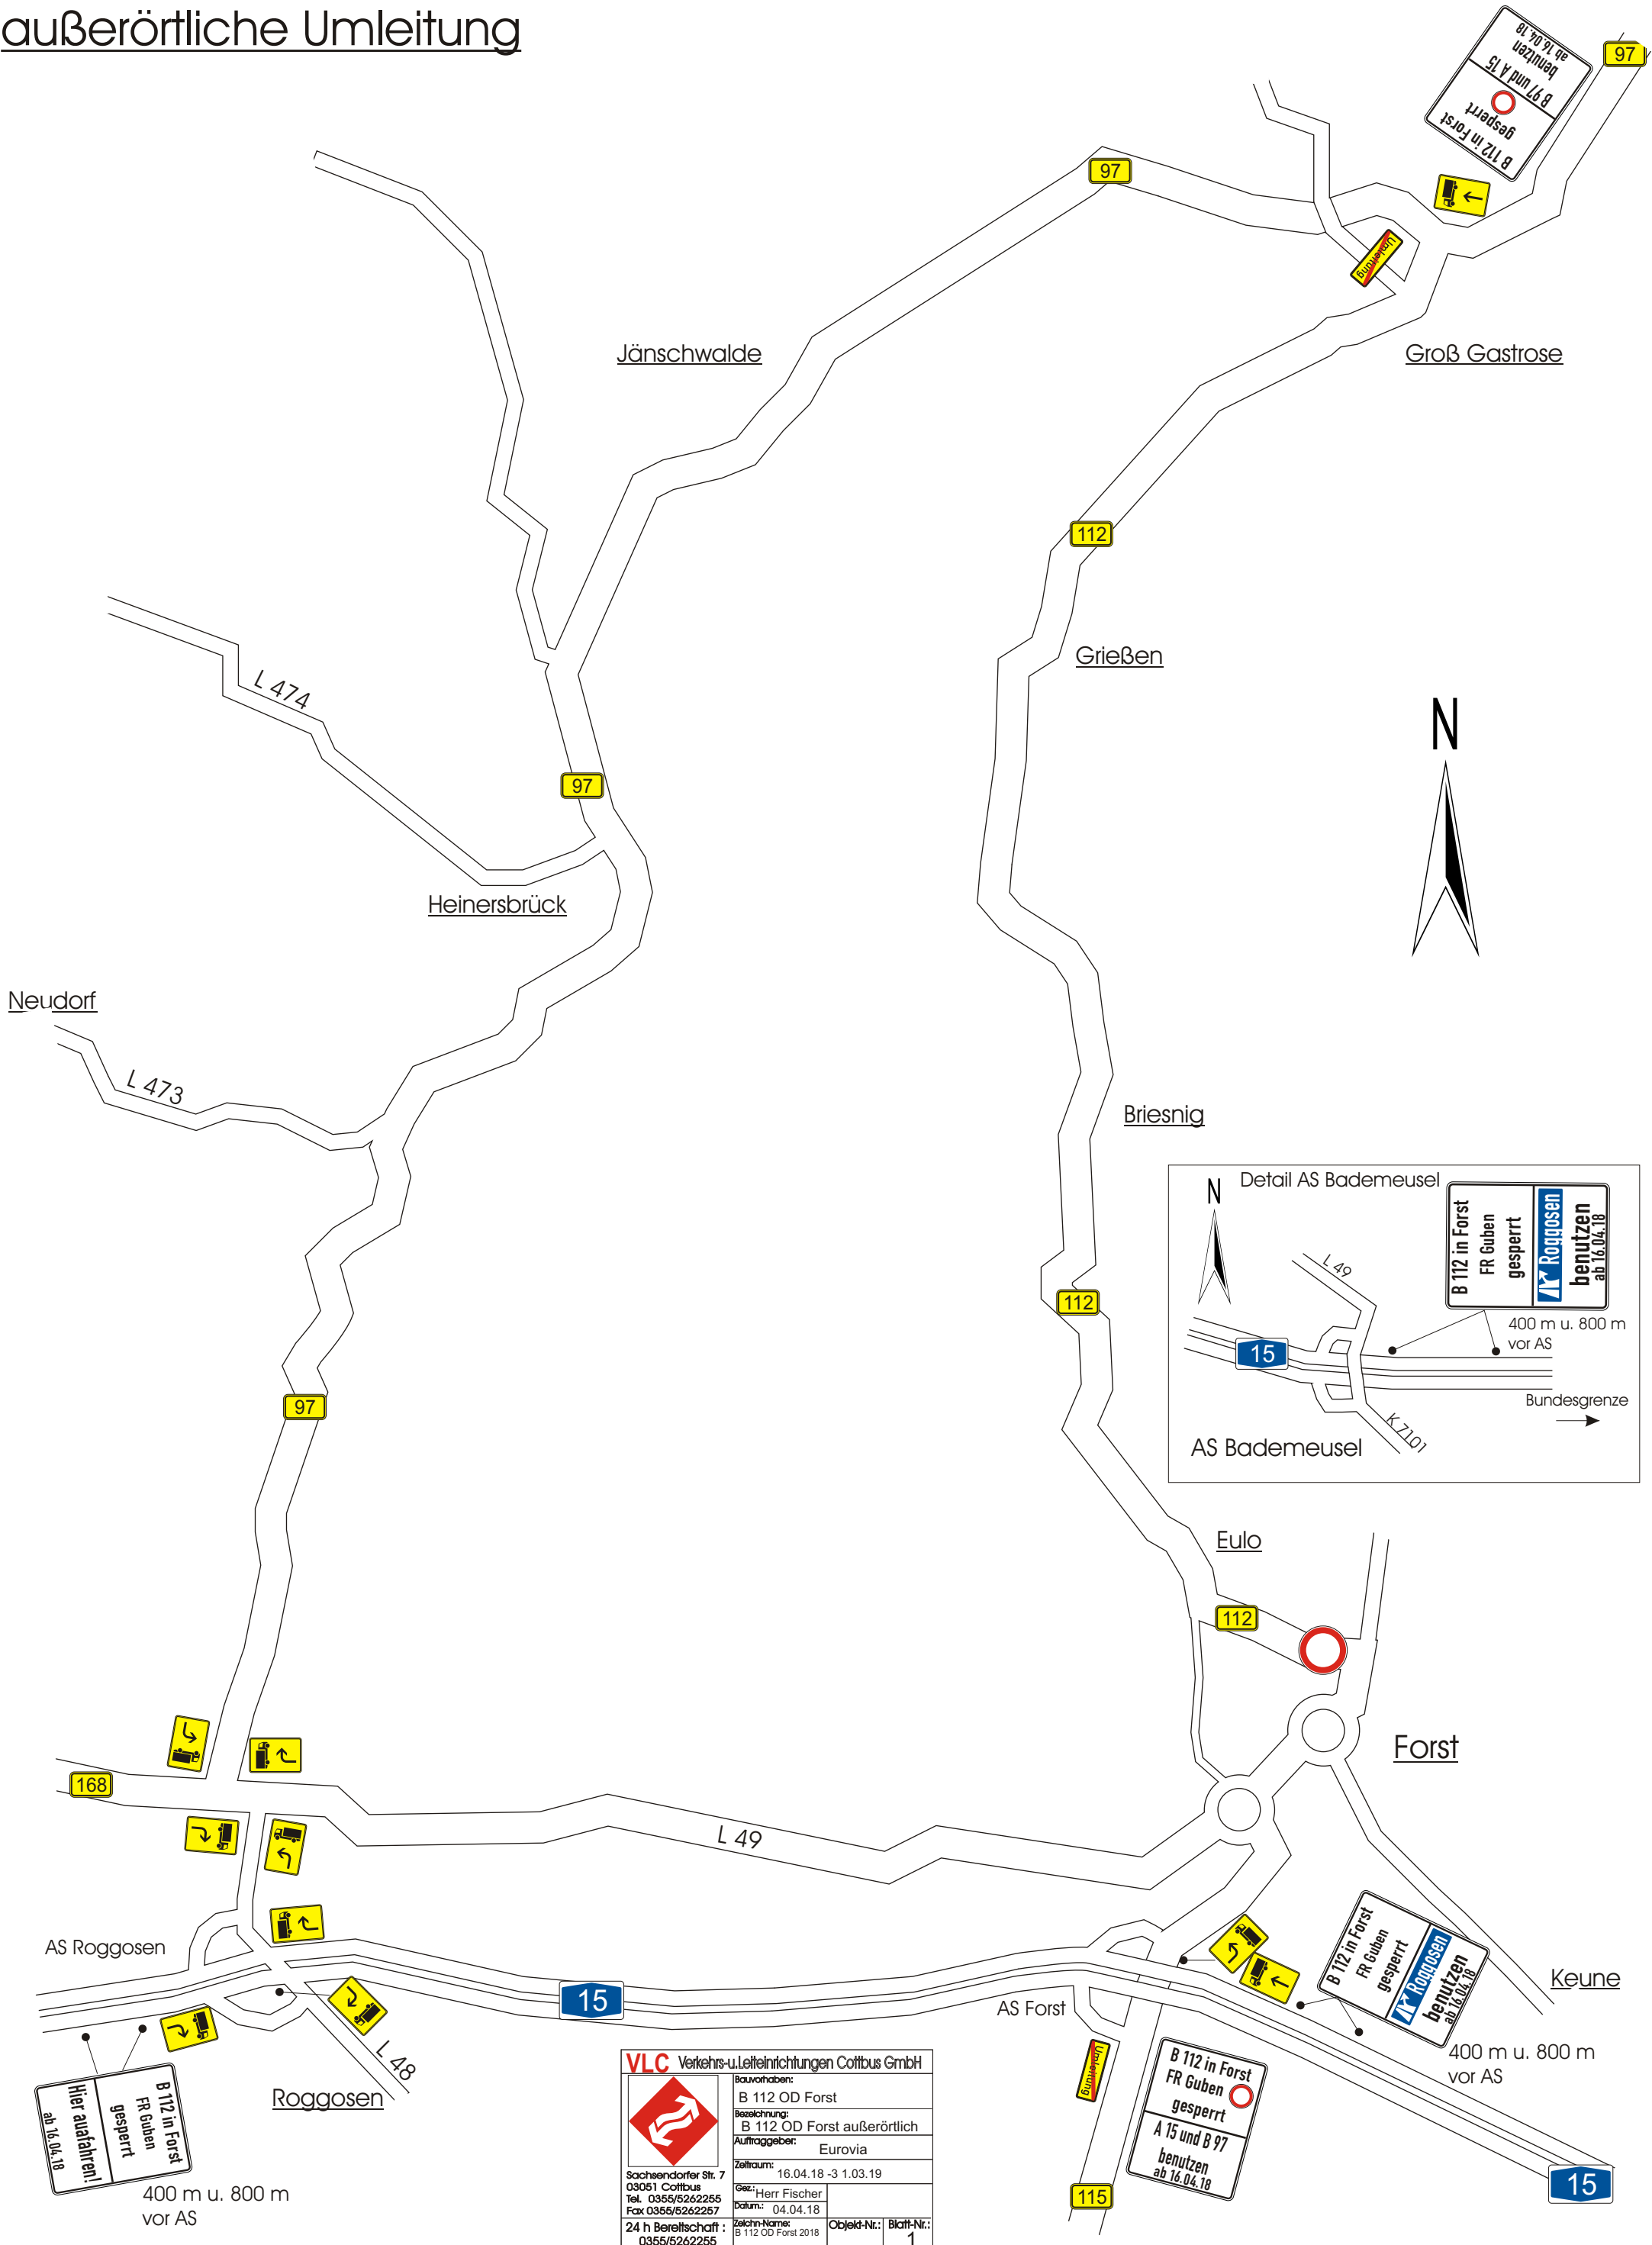 außerörtliche Umleitung
97
B 112 in Forst
gesperrt
B 97 und A 15
benutzen
ab 16.04.18
97
Umleitung
Jänschwalde
Groß Gastrose
112
Grießen
L 474
N
97
Heinersbrück
Neudorf
L 473
Briesnig
Detail AS Bademeusel
N
B 112 in Forst
FR Guben
gesperrt
Roggosen
benutzen
ab 16.04.18
L 49
400 m u. 800 m
vor AS
15
Bundesgrenze
K 7101
AS Bademeusel
112
97
Eulo
112
Forst
168
L 49
AS Roggosen
15
AS Forst
B 112 in Forst
FR Guben
gesperrt
Roggosen
benutzen
ab 16.04.18
Keune
400 m u. 800 m
vor AS
L 48
Roggosen
B 112 in Forst
FR Guben
gesperrt
Hier auafahren!
ab 16.04.18
400 m u. 800 m
vor AS
Umleitung
B 112 in Forst
FR Guben
gesperrt
A 15 und B 97
benutzen
ab 16.04.18
15
115
VLC Verkehrs-u.Leiteinrichtungen Cottbus GmbH
Bauvorhaben:
B 112 OD Forst
Bezeichnung:
B 112 OD Forst außerörtlich
Auftraggeber:
Eurovia
Zeitraum:
16.04.18 -3 1.03.19
Sachsendorfer Str. 7
03051 Cottbus
Tel. 0355/5262255
Fax 0355/5262257
Gez.: Herr Fischer
Datum.: 04.04.18
24 h Bereitschaft :
0355/5262255
Zeichn-Name:
B 112 OD Forst 2018
Objekt-Nr.:
Blatt-Nr.:
1